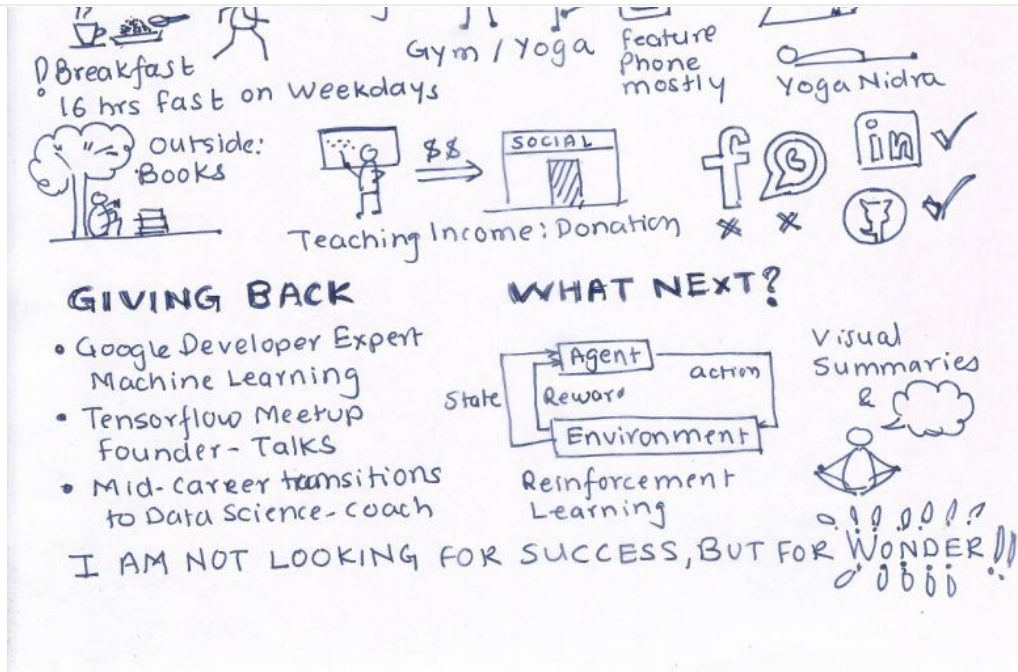 Breakfast
16 hrs fast on weekdays
Gym / Yoga
feature
Phone
mostly
Yoga Nidra
outside:
Books
$$
SOCIAL
Teaching Income: Donation
in
GIVING BACK
• Google Developer Expert
Machine Learning
• Tensorflow Meetup
Founder - Talks
• Mid-career transitions
to Data Science - coach
WHAT NEXT?
Agent
action
State
Reward
Environment
Reinforcement
Learning
Visual
Summaries
&
I AM NOT LOOKING FOR SUCCESS, BUT FOR WONDER!!